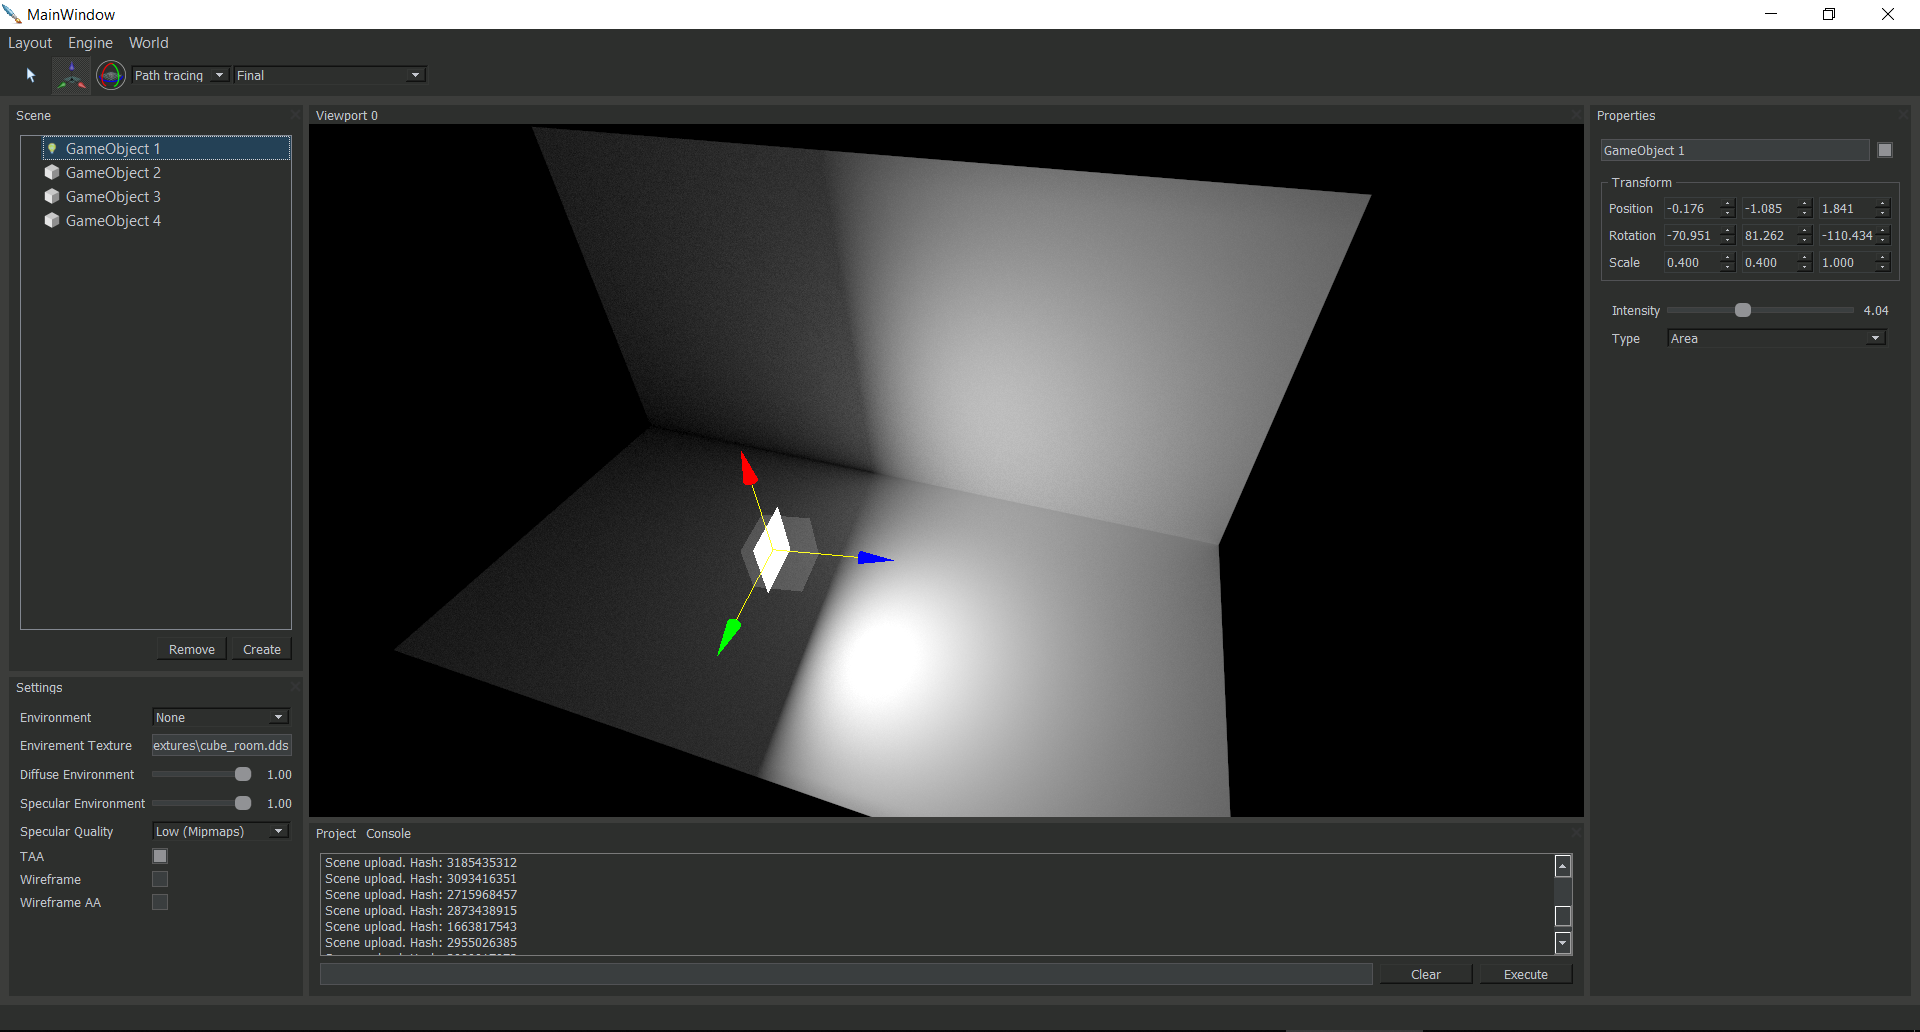 MainWindow
Layout Engine World
Path tracing Final
Scene
GameObject 1
GameObject 2
GameObject 3
GameObject 4
Remove Create
Settings
Environment None
Envirement Texture extures\cube_room.dds
Diffuse Environment 1.00
Specular Environment 1.00
Specular Quality Low (Mipmaps)
TAA
Wireframe
Wireframe AA
Viewport 0
Project Console
Scene upload. Hash: 3185435312
Scene upload. Hash: 3093416351
Scene upload. Hash: 2715968457
Scene upload. Hash: 2873438915
Scene upload. Hash: 1663817543
Scene upload. Hash: 2955026385
Clear Execute
Properties
GameObject 1
Transform
Position -0.176 -1.085 1.841
Rotation -70.951 81.262 -110.434
Scale 0.400 0.400 1.000
Intensity 4.04
Type Area